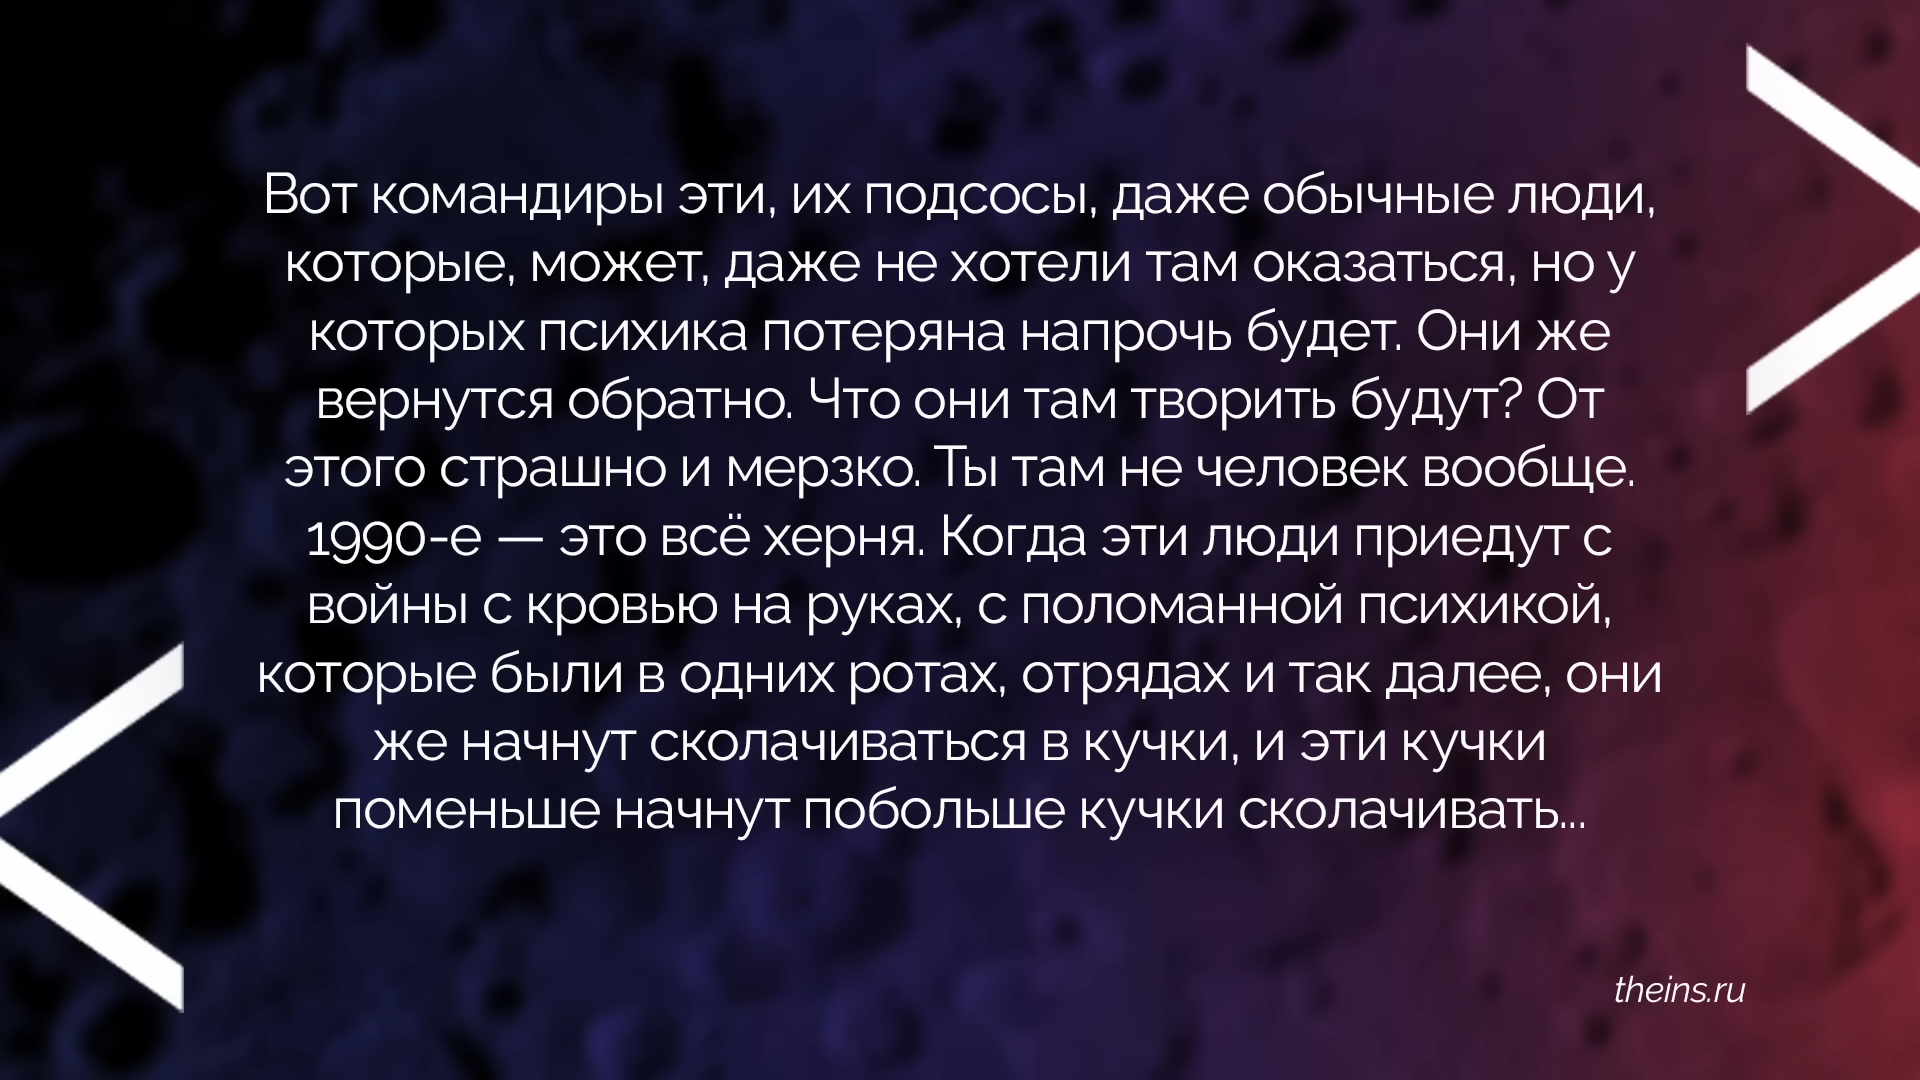 Вот командиры эти, их подсосы, даже обычные люди,
которые, может, даже не хотели там оказаться, но у
которых психика потеряна напрочь будет. Они же
вернутся обратно. Что они там творить будут? От
этого страшно и мерзко. Ты там не человек вообще.
1990-е — это всё херня. Когда эти люди приедут с
войны с кровью на руках, с поломанной психикой,
которые были в одних ротах, отрядах и так далее, они
же начнут сколачиваться в кучки, и эти кучки
поменьше начнут побольше кучки сколачивать...
theins.ru